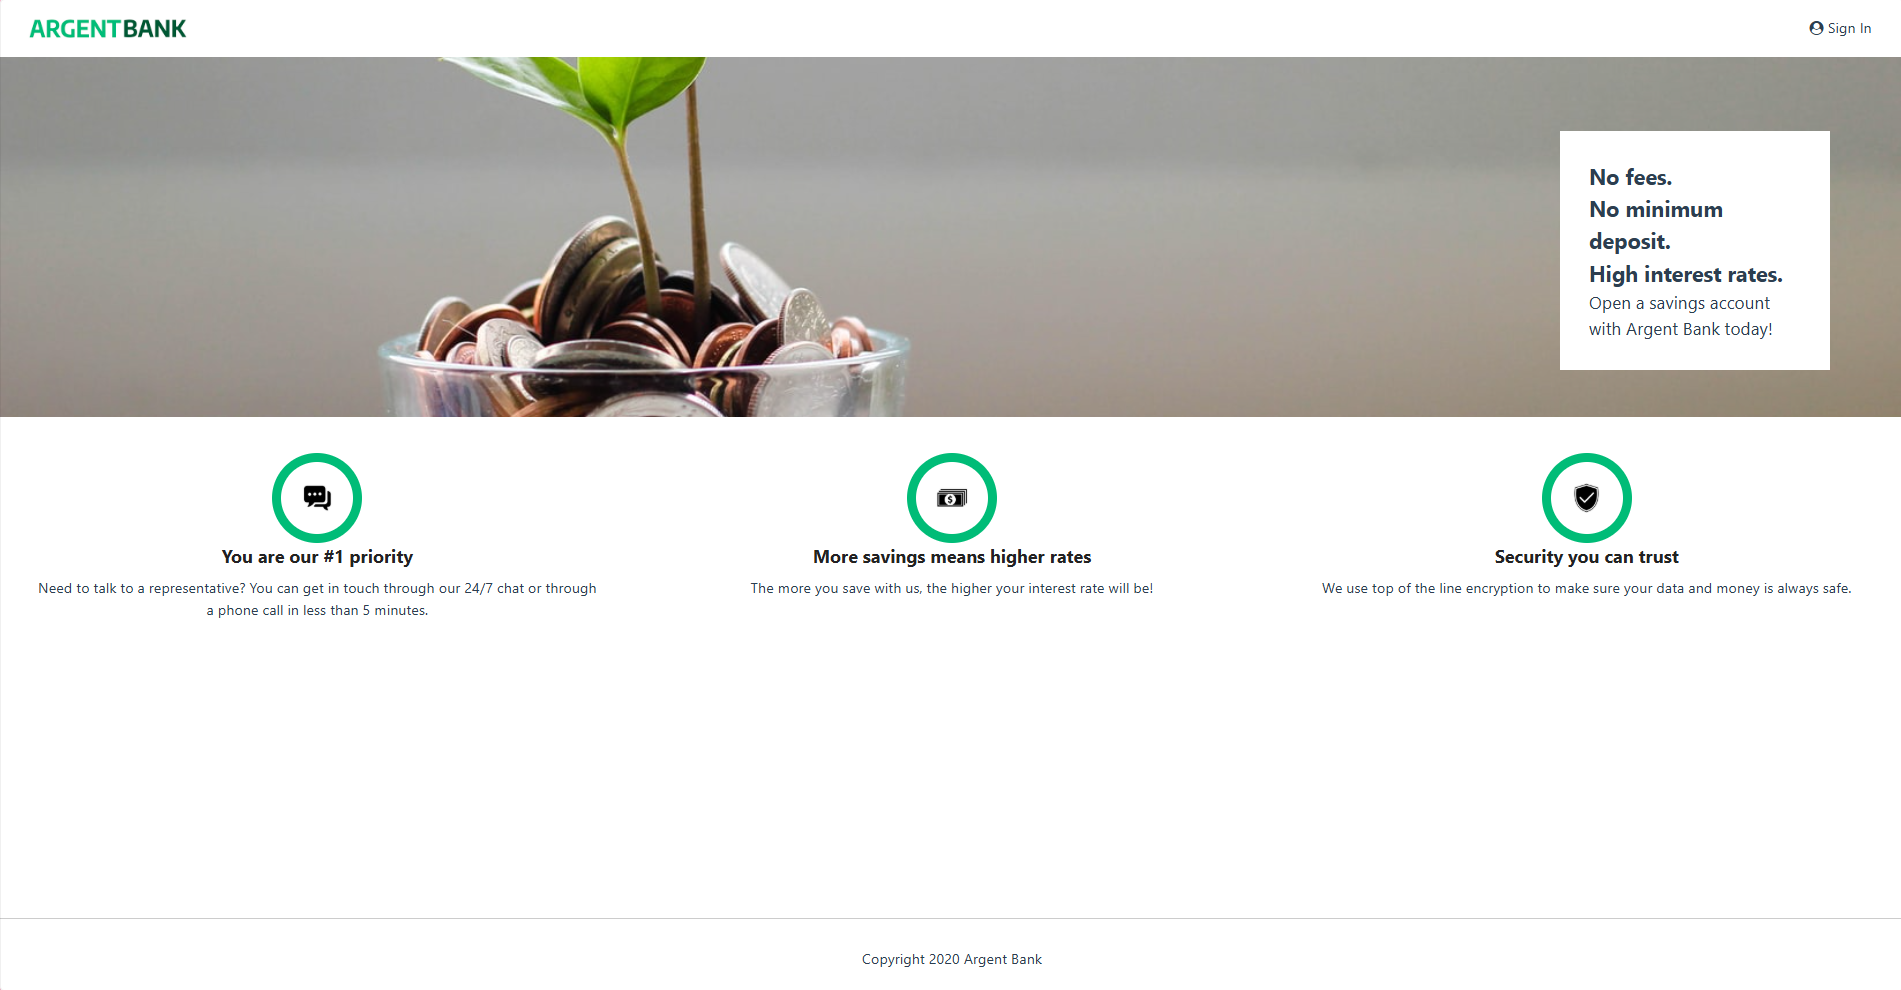 ARGENTBANK
Sign In
No fees.
No minimum
deposit.
High interest rates.
Open a savings account
with Argent Bank today!
You are our #1 priority
Need to talk to a representative? You can get in touch through our 24/7 chat or through
a phone call in less than 5 minutes.
More savings means higher rates
The more you save with us, the higher your interest rate will be!
Security you can trust
We use top of the line encryption to make sure your data and money is always safe.
Copyright 2020 Argent Bank